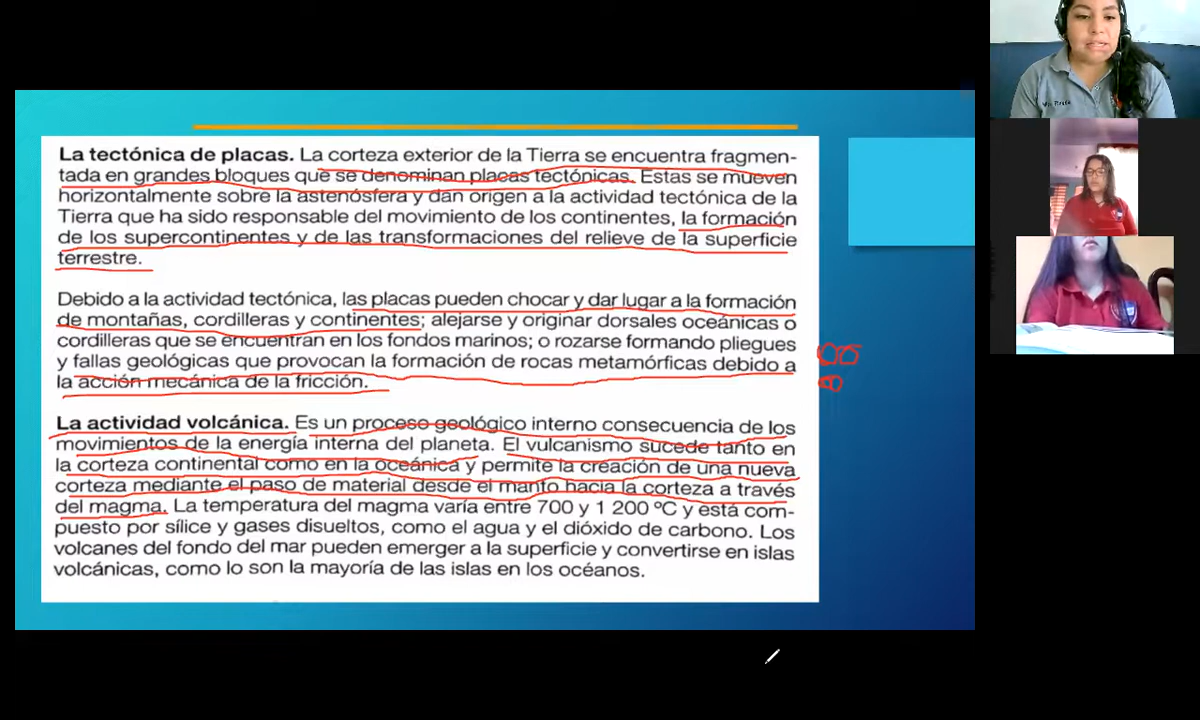 La tectónica de placas. La corteza exterior de la Tierra se encuentra fragmen-
tada en grandes bloques que se denominan placas tectónicas. Estas se mueven
horizontalmente sobre la astenósfera y dan origen a la actividad tectónica de la
Tierra que ha sido responsable del movimiento de los continentes, la formación
de los supercontinentes y de las transformaciones del relieve de la superficie
terrestre.
Debido a la actividad tectónica, las placas pueden chocar y dar lugar a la formación
de montañas, cordilleras y continentes; alejarse y originar dorsales oceánicas o
cordilleras que se encuentran en los fondos marinos; o rozarse formando pliegues
y fallas geológicas que provocan la formación de rocas metamórficas debido a
la acción mecánica de la fricción.
La actividad volcánica. Es un proceso geológico interno consecuencia de los
movimientos de la energía interna del planeta. El vulcanismo sucede tanto en
la corteza continental como en la oceánica y permite la creación de una nueva
corteza mediante el paso de material desde el manto hacia la corteza a través
del magma. La temperatura del magma varía entre 700 y 1 200 ºC y está com-
puesto por sílice y gases disueltos, como el agua y el dióxido de carbono. Los
volcanes del fondo del mar pueden emerger a la superficie y convertirse en islas
volcánicas, como lo son la mayoría de las islas en los océanos.